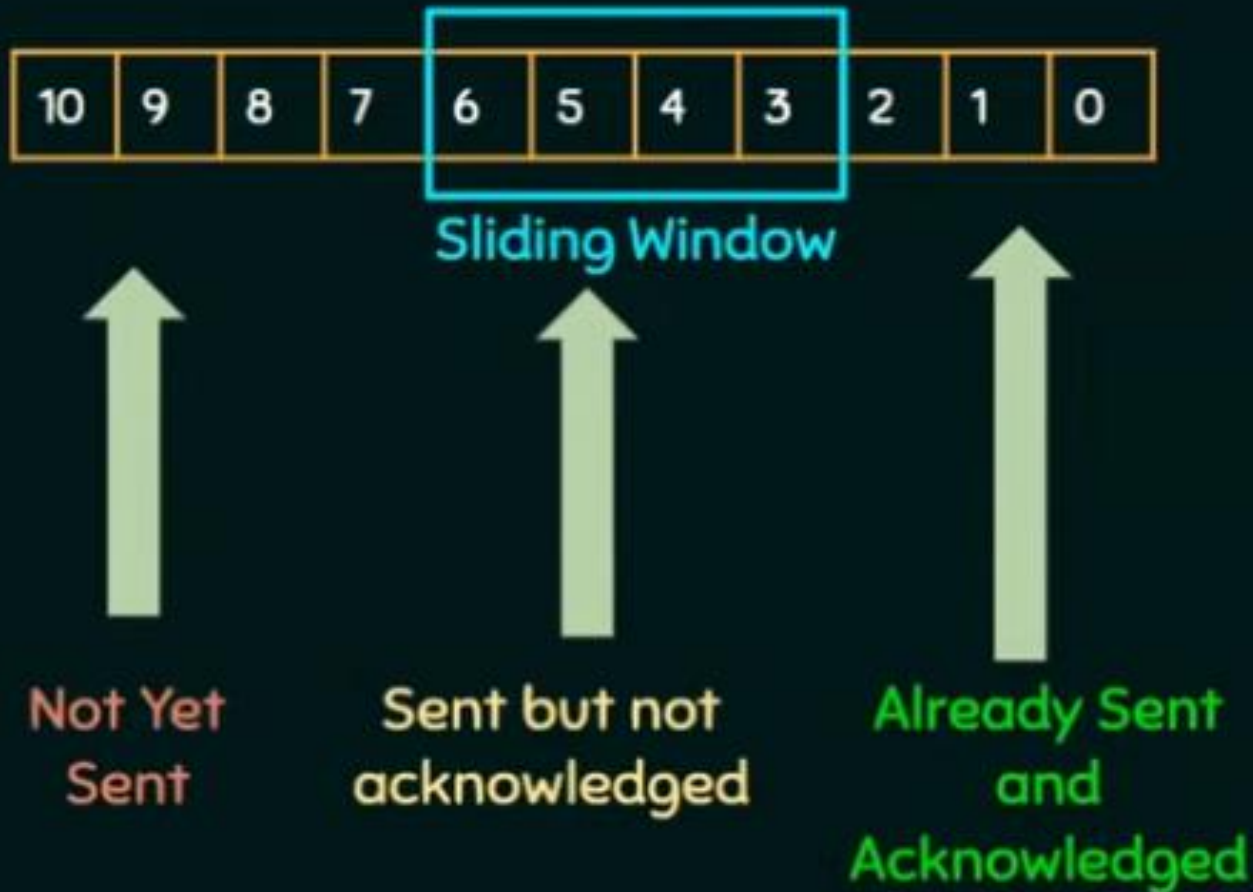 10 9 8 7 6 5 4 3 2 1 0
Sliding Window
Not Yet
Sent
Sent but not
acknowledged
Already Sent
and
Acknowledged